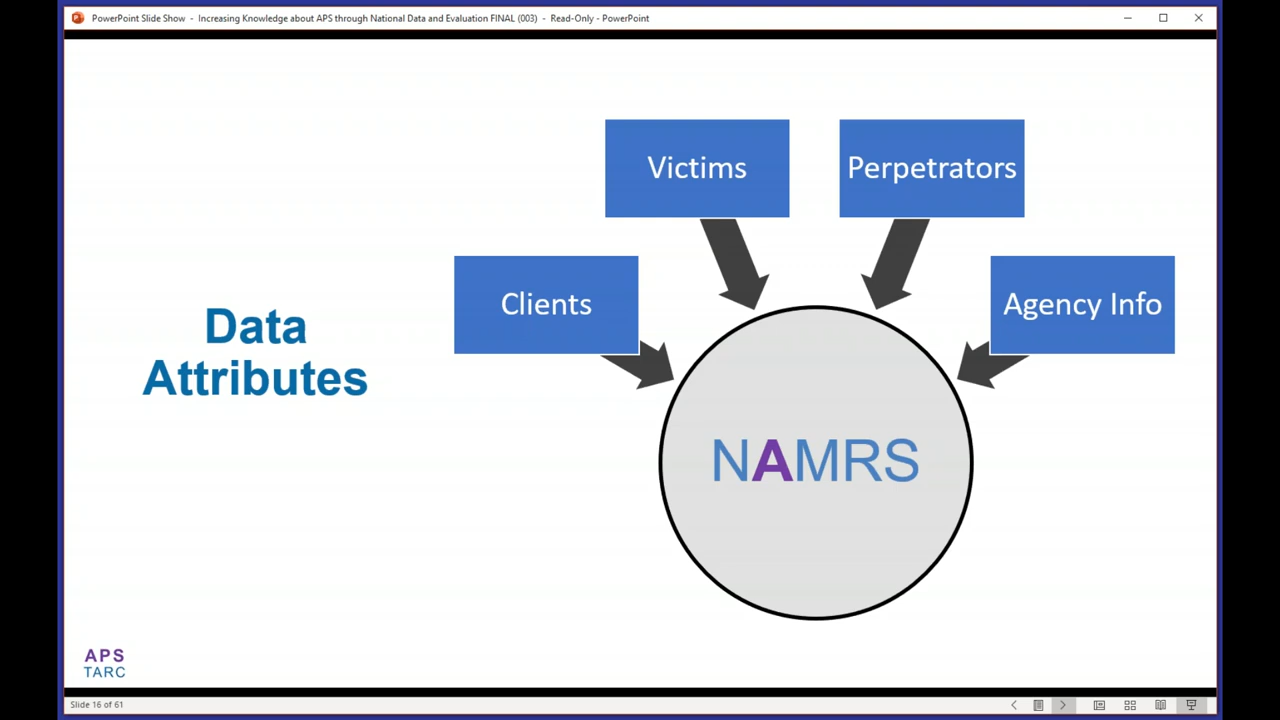 PowerPoint Slide Show - Increasing Knowledge about APS through National Data and Evaluation FINAL (003) - Read-Only - PowerPoint
Victims
Perpetrators
Clients
Agency Info
Data
Attributes
NAMRS
APS
TARC
Slide 16 of 61